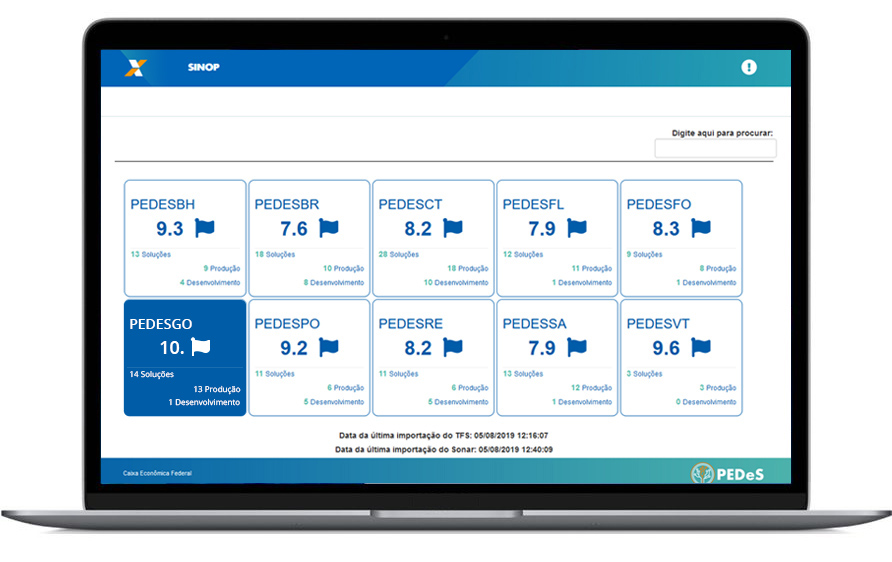 SINOP
Digite aqui para procurar:
PEDESBH
9.3
13 Soluções
9 Produção
4 Desenvolvimento
PEDESBR
7.6
18 Soluções
10 Produção
8 Desenvolvimento
PEDESCT
8.2
28 Soluções
18 Produção
10 Desenvolvimento
PEDESFL
7.9
12 Soluções
11 Produção
1 Desenvolvimento
PEDESFO
8.3
9 Soluções
8 Produção
1 Desenvolvimento
PEDESGO
10.
14 Soluções
13 Produção
1 Desenvolvimento
PEDESPO
9.2
11 Soluções
6 Produção
5 Desenvolvimento
PEDESRE
8.2
11 Soluções
6 Produção
5 Desenvolvimento
PEDESSA
7.9
13 Soluções
12 Produção
1 Desenvolvimento
PEDESVT
9.6
3 Soluções
3 Produção
0 Desenvolvimento
Data da última importação do TFS: 05/08/2019 12:16:07
Data da última importação do Sonar: 05/08/2019 12:40:09
Caixa Econômica Federal
PEDeS